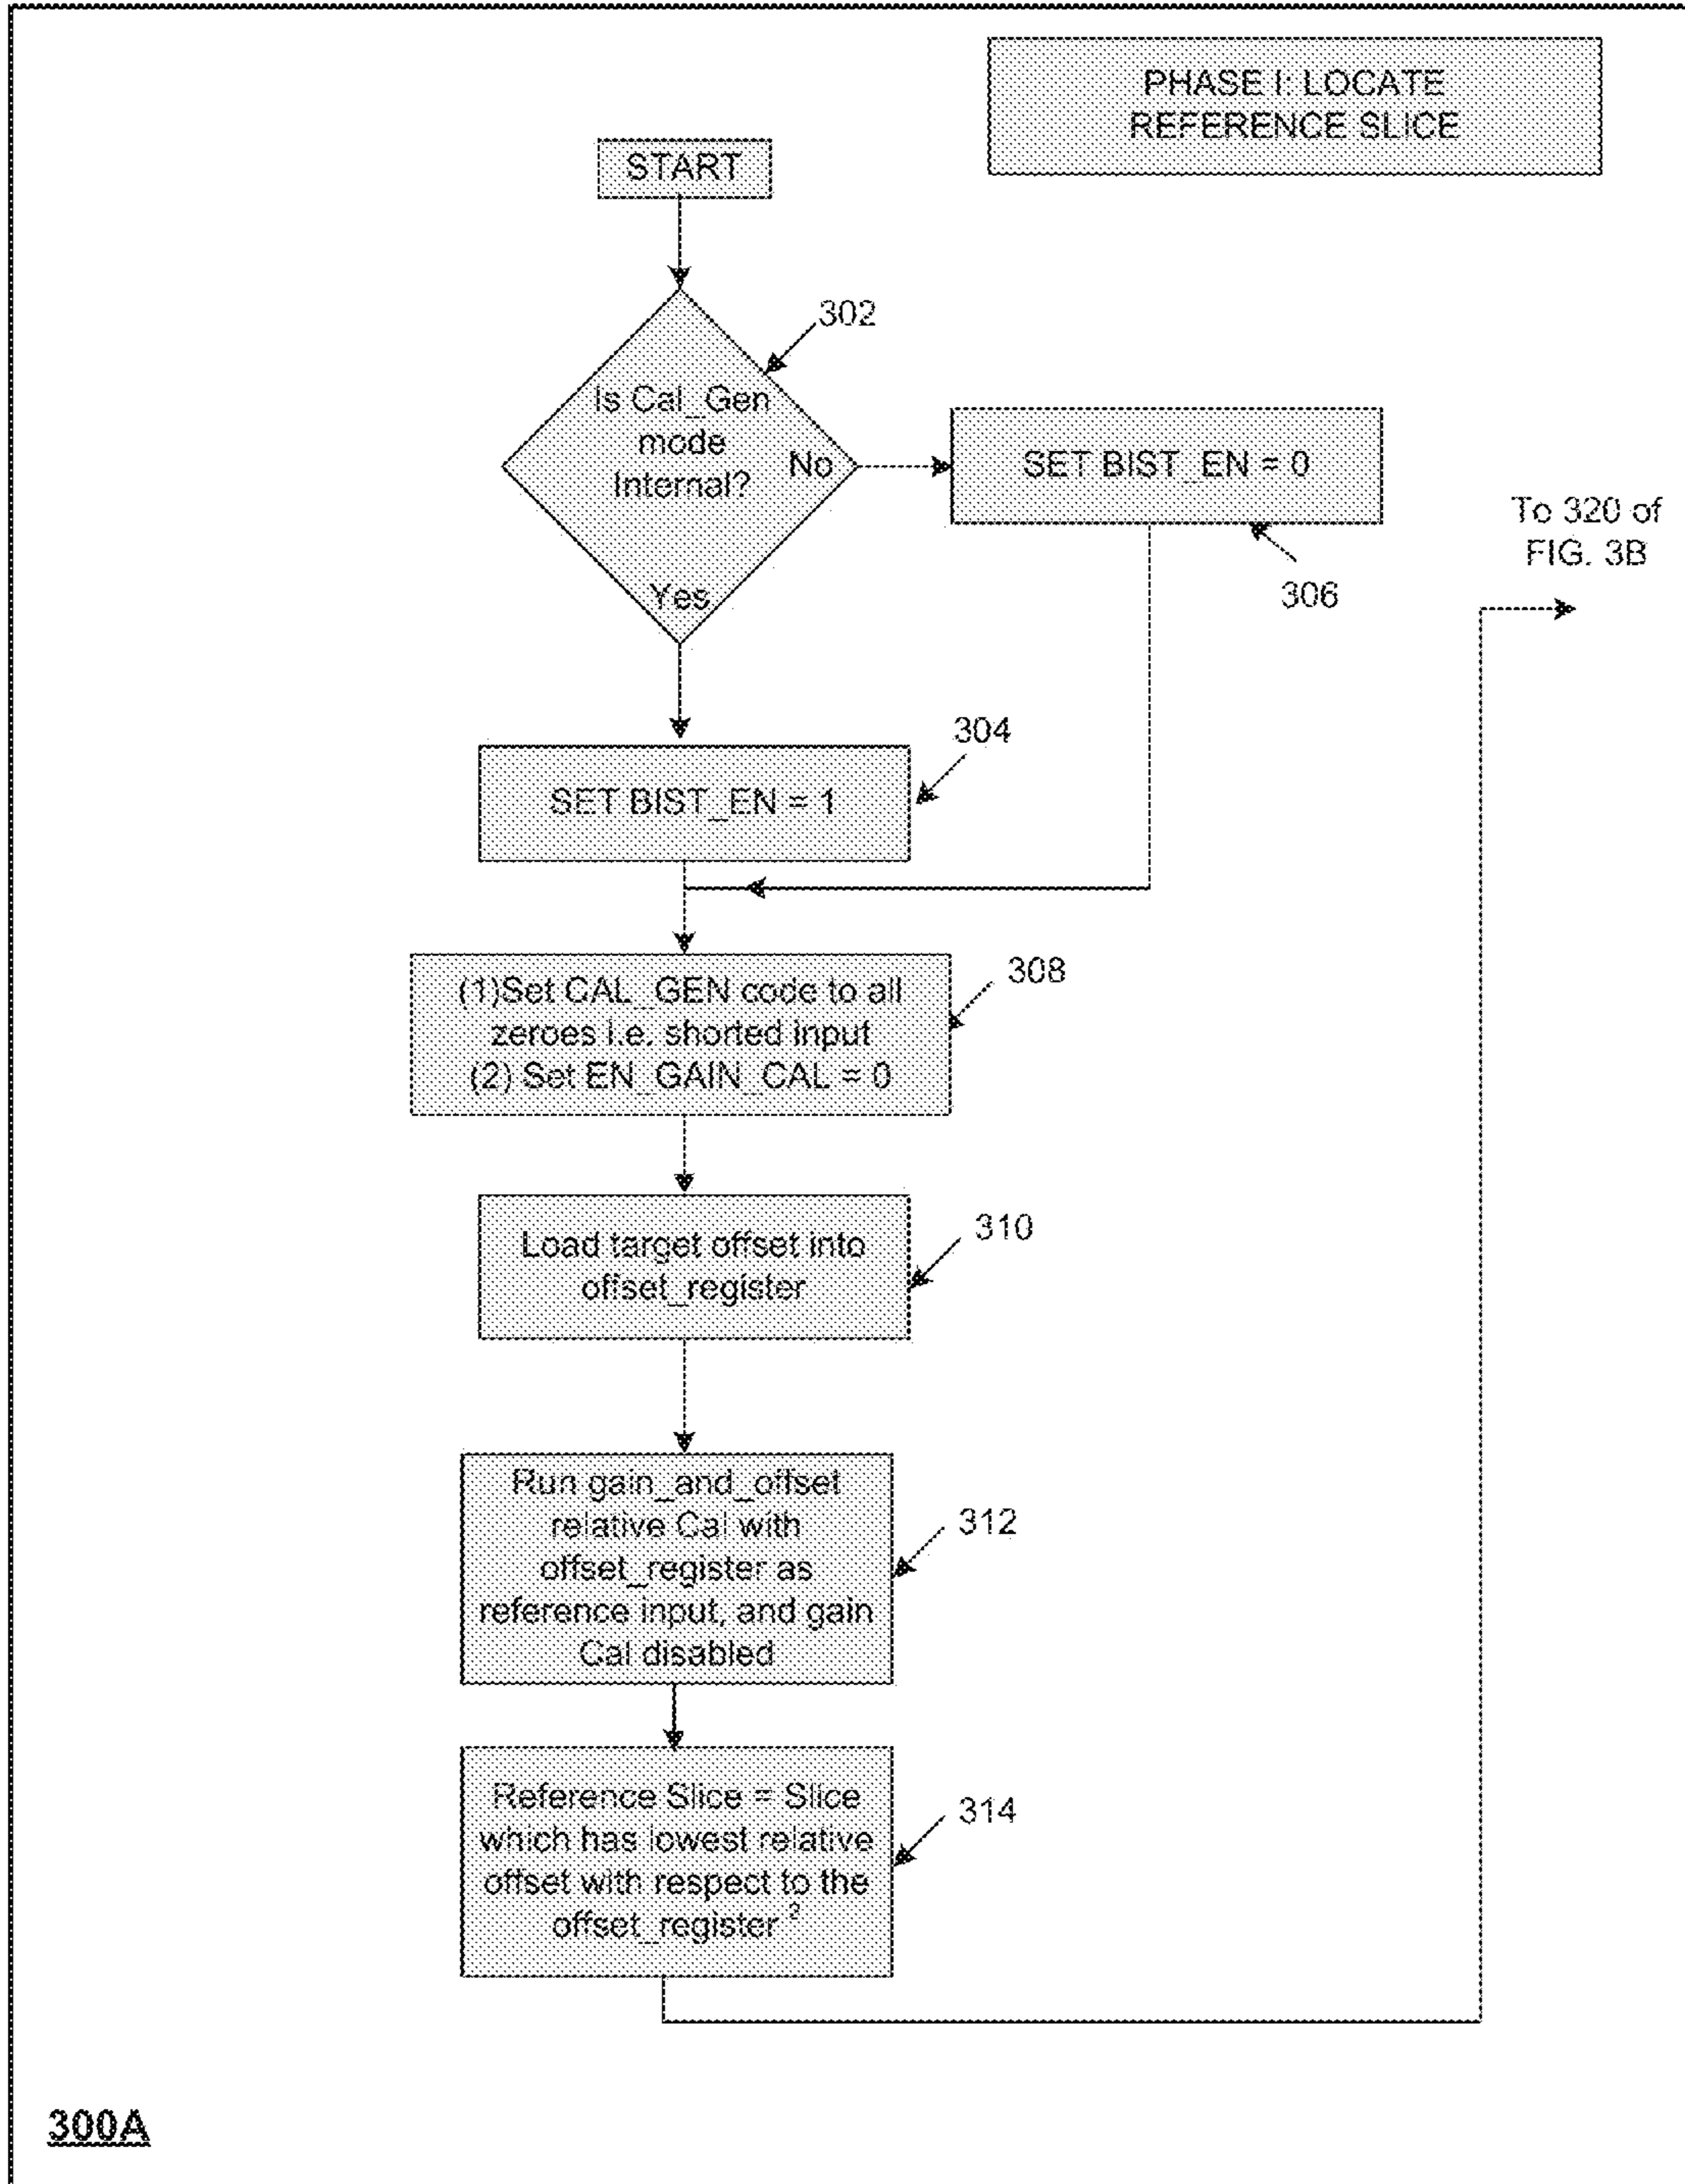 PHASE I: LOCATE
REFERENCE SLICE
START
302
Is Cal_Gen
mode
Internal?
No
Yes
SET BIST_EN = 0
306
To 320 of
FIG. 3B
304
SET BIST_EN = 1
308
(1)Set CAL_GEN code to all
zeroes i.e. shorted input
(2) Set EN_GAIN_CAL = 0
310
Load target offset into
offset_register
Run gain_and_offset
relative Cal with
offset_register as
reference input, and gain
Cal disabled
312
Reference Slice = Slice
which has lowest relative
offset with respect to the
offset_register ²
314
300A